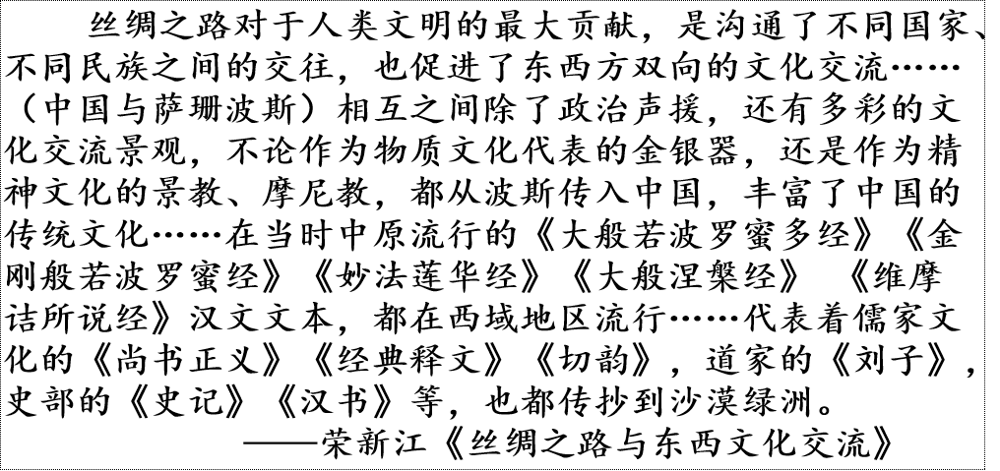 丝绸之路对于人类文明的最大贡献，是沟通了不同国家、
不同民族之间的交往，也促进了东西方双向的文化交流……
（中国与萨珊波斯）相互之间除了政治声援，还有多彩的文
化交流景观，不论作为物质文化代表的金银器，还是作为精
神文化的景教、摩尼教，都从波斯传入中国，丰富了中国的
传统文化……在当时中原流行的《大般若波罗蜜多经》《金
刚般若波罗蜜经》《妙法莲华经》《大般涅槃经》 《维摩
诘所说经》汉文文本，都在西域地区流行……代表着儒家文
化的《尚书正义》《经典释文》《切韵》，道家的《刘子》，
史部的《史记》《汉书》等，也都传抄到沙漠绿洲。
——荣新江《丝绸之路与东西文化交流》